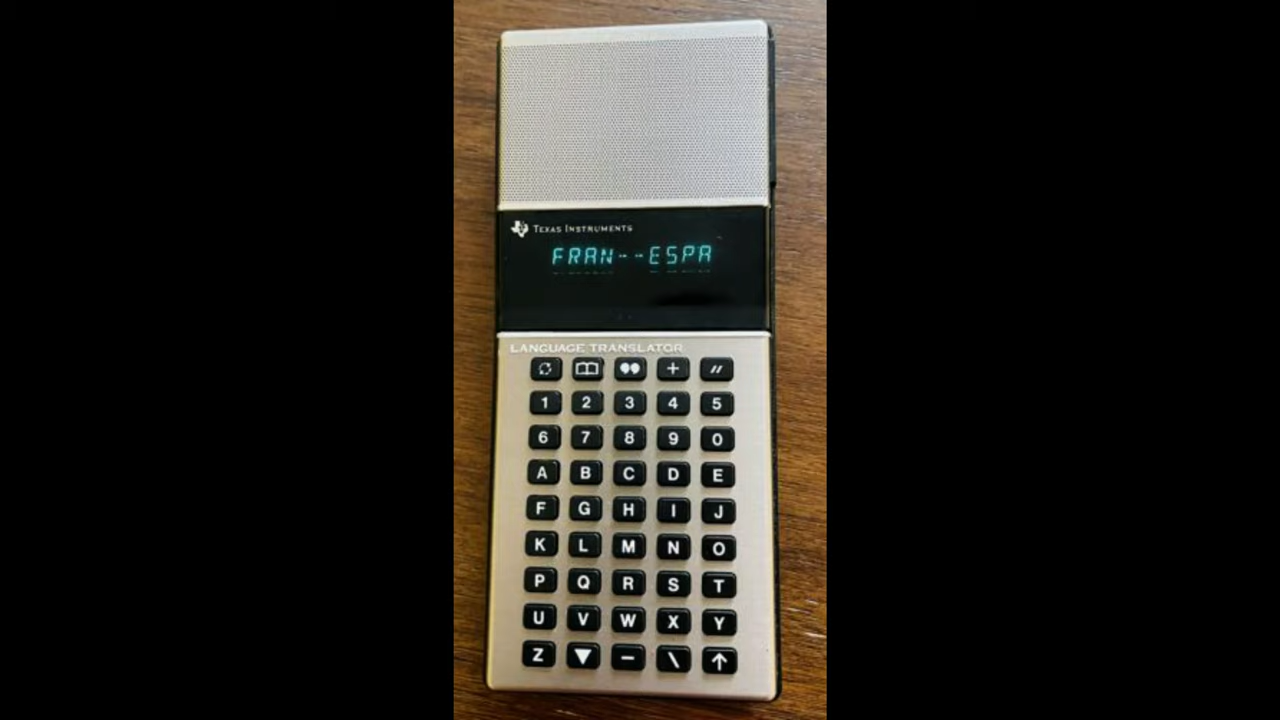 TEXAS INSTRUMENTS
FRAN--ESPA
LANGUAGE TRANSLATOR
+ //
1 2 3 4 5
6 7 8 9 0
A B C D E
F G H I J
K L M N O
P Q R S T
U V W X Y
Z ▼ – \ ↑